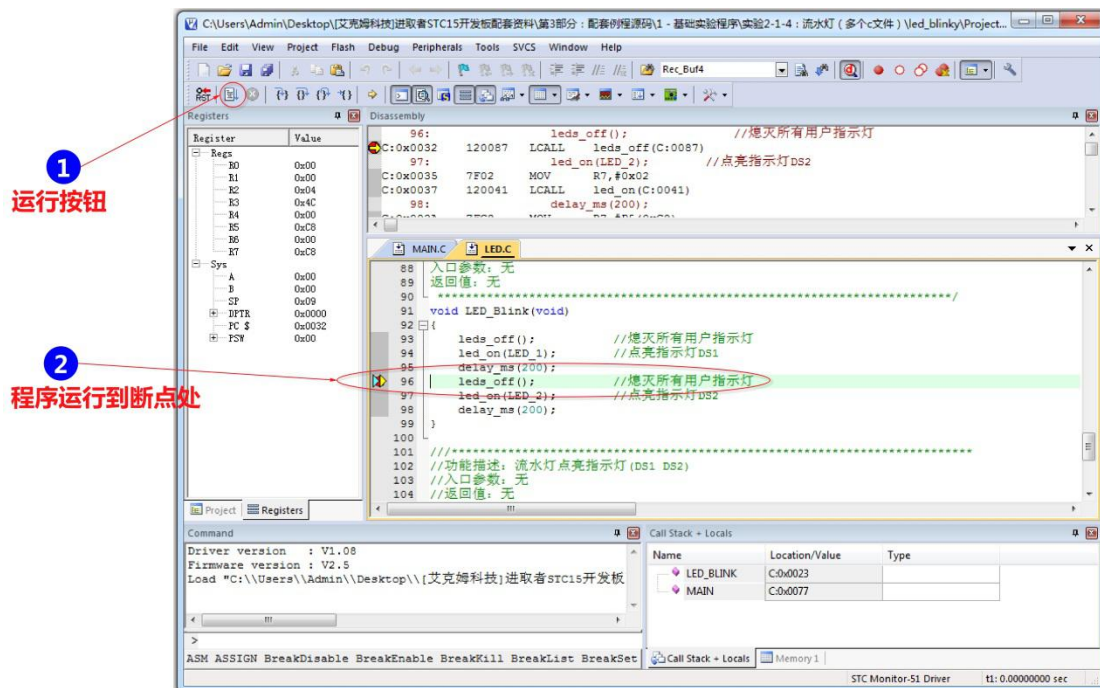 C:\Users\Admin\Desktop\[艾克姆科技]进取者STC15开发板配套资料\第3部分：配套例程源码\1 - 基础实验程序\实验2-1-4：流水灯（多个c文件）\led_blinky\Project...
File Edit View Project Flash Debug Peripherals Tools SVCS Window Help
Rec_Buf4
RST
Registers
Register Value
Regs
R0 0x00
R1 0x00
R2 0x04
R3 0x4C
R4 0x00
R5 0xC8
R6 0x00
R7 0xC8
Sys
A 0x00
B 0x00
SP 0x09
DPTR 0x0000
PC $ 0x0032
PSW 0x00
Project Registers
1
运行按钮
2
程序运行到断点处
Disassembly
96: leds_off(); //熄灭所有用户指示灯
C:0x0032 120087 LCALL leds_off(C:0087)
97: led_on(LED_2); //点亮指示灯DS2
C:0x0035 7F02 MOV R7,#0x02
C:0x0037 120041 LCALL led_on(C:0041)
98: delay_ms(200);
MAIN.C LED.C
88 入口参数：无
89 返回值：无
90 **************************************************************************/
91 void LED_Blink(void)
92 {
93 leds_off(); //熄灭所有用户指示灯
94 led_on(LED_1); //点亮指示灯DS1
95 delay_ms(200);
96 leds_off(); //熄灭所有用户指示灯
97 led_on(LED_2); //点亮指示灯DS2
98 delay_ms(200);
99 }
100
101 ///**************************************************************************
102 //功能描述：流水灯点亮指示灯(DS1 DS2)
103 //入口参数：无
104 //返回值：无
Command
Driver version : V1.08
Firmware version : V2.5
Load "C:\\Users\\Admin\\Desktop\\[艾克姆科技]进取者STC15开发板
>
ASM ASSIGN BreakDisable BreakEnable BreakKill BreakList BreakSet
Call Stack + Locals
Name Location/Value Type
LED_BLINK C:0x0023
MAIN C:0x0077
Call Stack + Locals Memory 1
STC Monitor-51 Driver t1: 0.00000000 sec